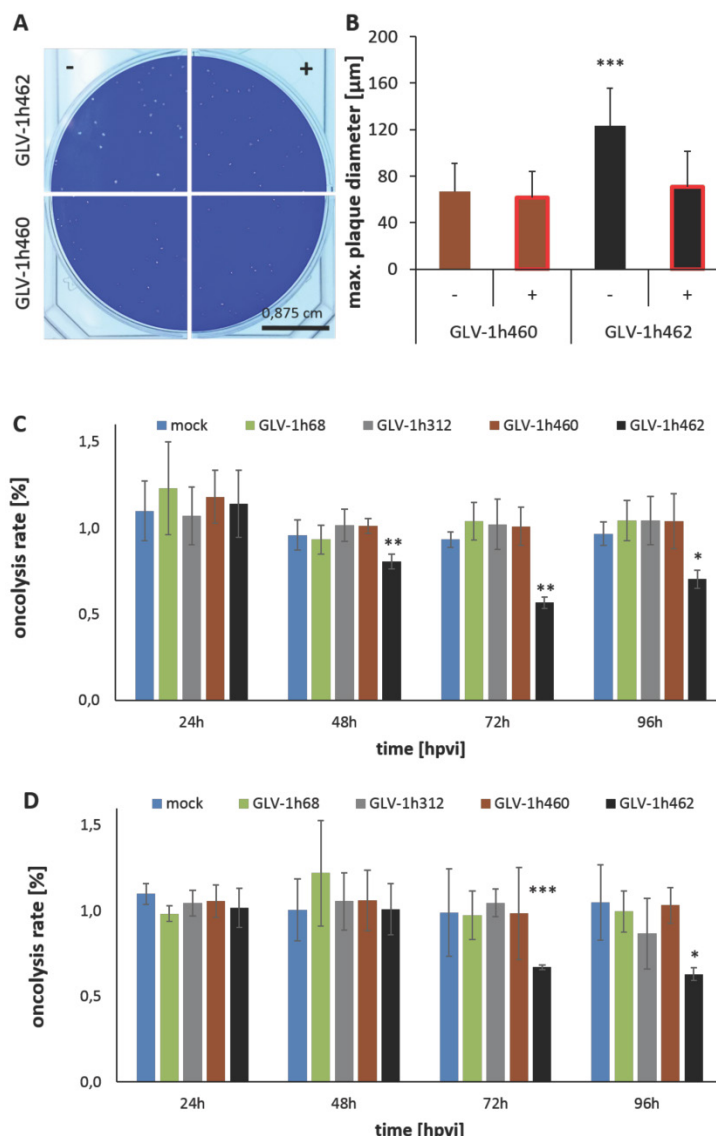 A
-
+
GLV-1h462
GLV-1h460
0,875 cm
B
max. plaque diameter [µm]
200
160
120
80
40
0
***
- + - +
GLV-1h460 GLV-1h462
C
mock GLV-1h68 GLV-1h312 GLV-1h460 GLV-1h462
oncolysis rate [%]
1,5
1,0
0,5
0,0
**
**
*
24h 48h 72h 96h
time [hpvi]
D
mock GLV-1h68 GLV-1h312 GLV-1h460 GLV-1h462
oncolysis rate [%]
1,5
1,0
0,5
0,0
***
*
24h 48h 72h 96h
time [hpvi]